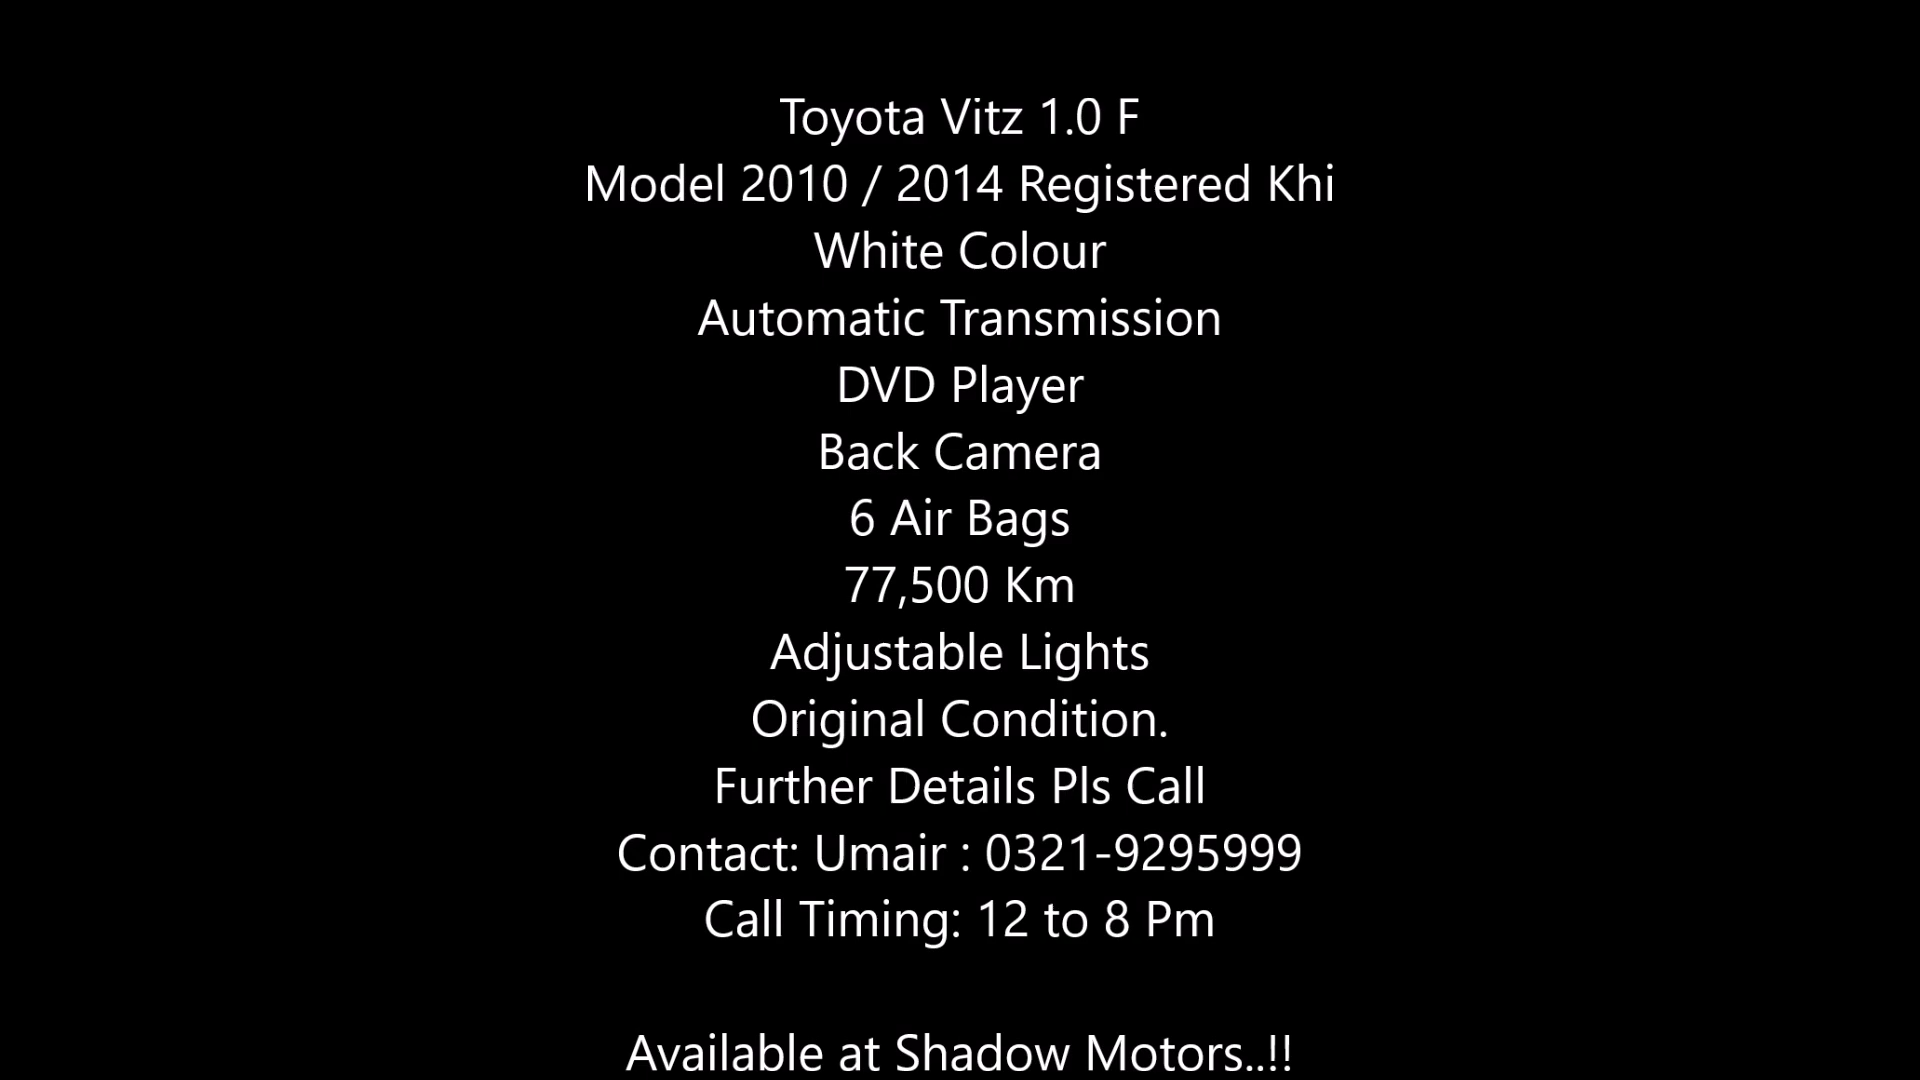 Toyota Vitz 1.0 F
Model 2010 / 2014 Registered Khi
White Colour
Automatic Transmission
DVD Player
Back Camera
6 Air Bags
77,500 Km
Adjustable Lights
Original Condition.
Further Details Pls Call
Contact: Umair : 0321-9295999
Call Timing: 12 to 8 Pm
Available at Shadow Motors..!!